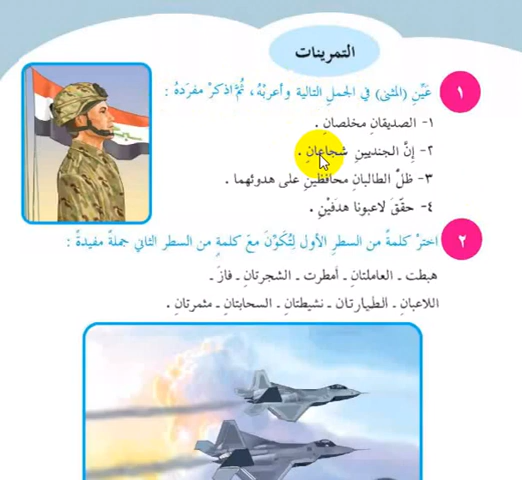 التمرينات
١
عَيِّنِ (المثنى) في الجملِ التالية وأعربْهُ، ثُمَّ اذكرْ مفردَهُ :
١- الصديقانِ مخلصانِ .
٢- إنَّ الجنديينِ شجاعانِ .
٣- ظلَّ الطالبانِ محافظَينِ على هدوئهما .
٤- حقّقَ لاعبونا هدفَيْنِ .
٢
اخترْ كلمةً من السطرِ الأول لِتُكَوِّنَ معَ كلمةٍ من السطرِ الثاني جملةً مفيدةً :
هبطت ـ العاملتانِ ـ أمطرت ـ الشجرتانِ ـ فازَ ـ
اللاعبانِ ـ الطيارتان ـ نشيطتانِ ـ السحابتانِ ـ مثمرتانِ .